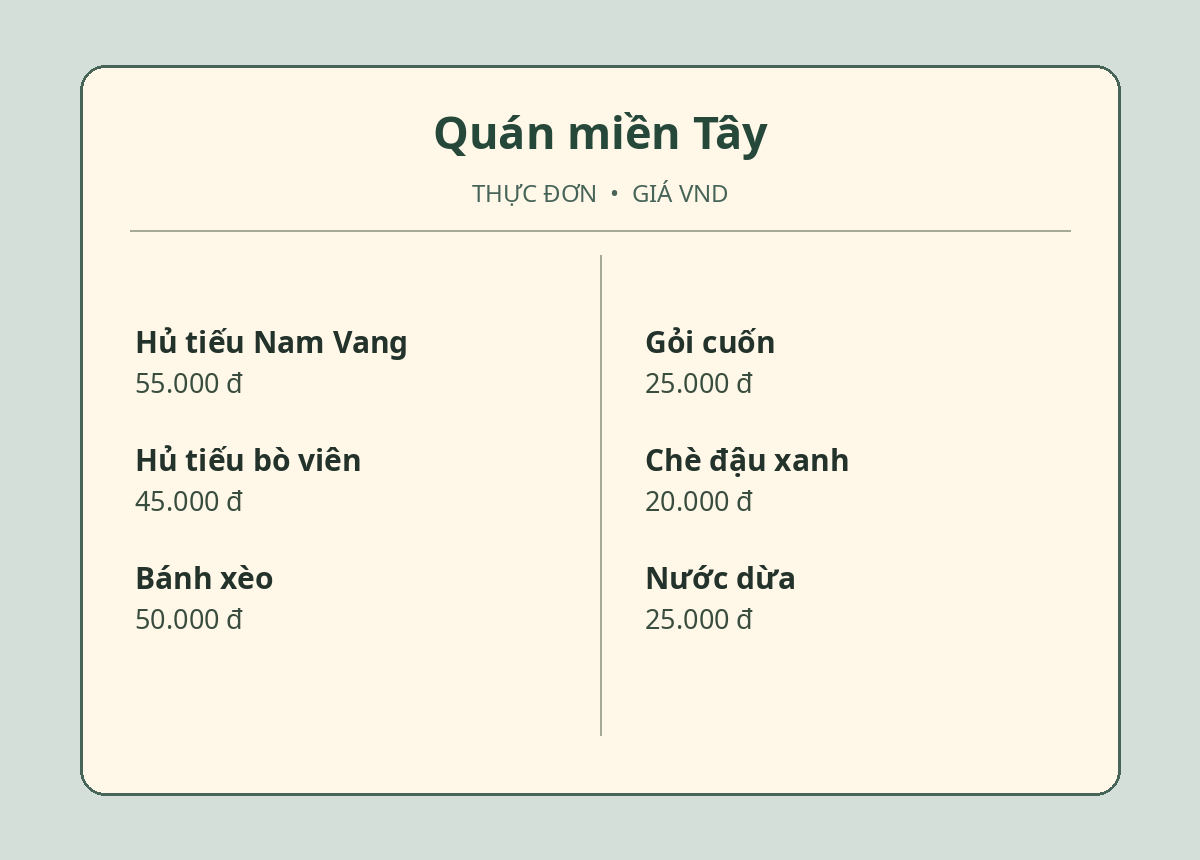 Quán miền Tây
THỰC ĐƠN • GIÁ VND
Hủ tiếu Nam Vang
55.000 đ
Hủ tiếu bò viên
45.000 đ
Bánh xèo
50.000 đ
Gỏi cuốn
25.000 đ
Chè đậu xanh
20.000 đ
Nước dừa
25.000 đ